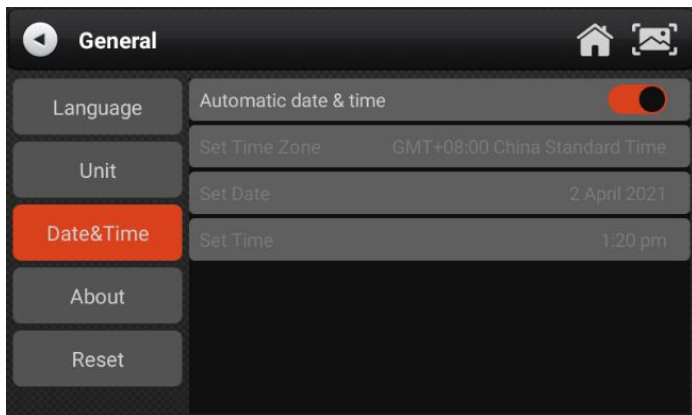 General
Language
Unit
Date&Time
About
Reset
Automatic date & time
Set Time Zone GMT+08:00 China Standard Time
Set Date 2 April 2021
Set Time 1:20 pm